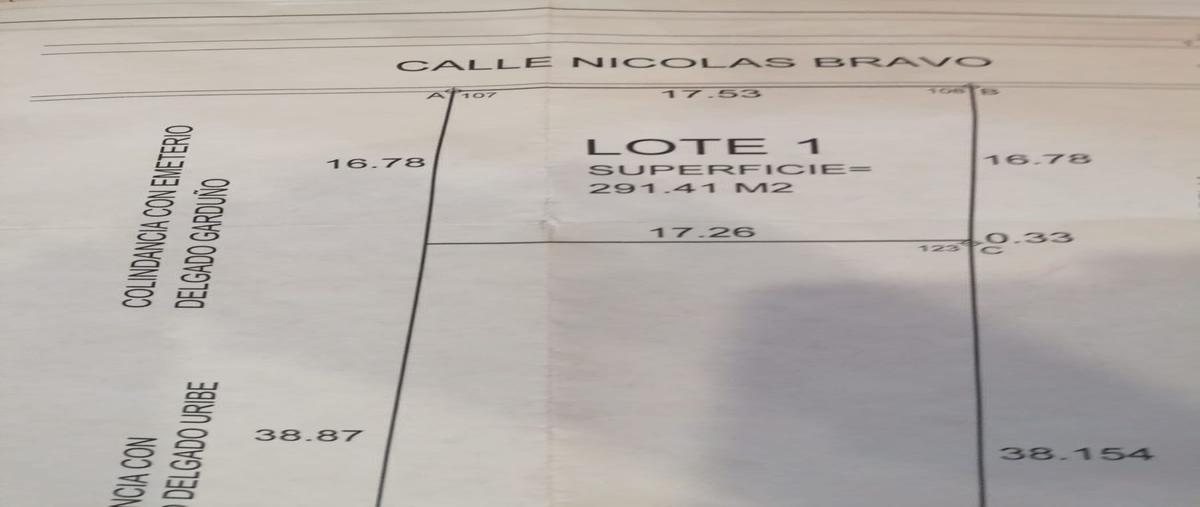 CALLE NICOLAS BRAVO
A 107
17.53
106 B
COLINDANCIA CON EMETERIO
DELGADO GARDUÑO
16.78
LOTE 1
SUPERFICIE=
291.41 M2
16.78
17.26
0.33
123 C
38.87
38.154
NCIA CON
DELGADO URIBE